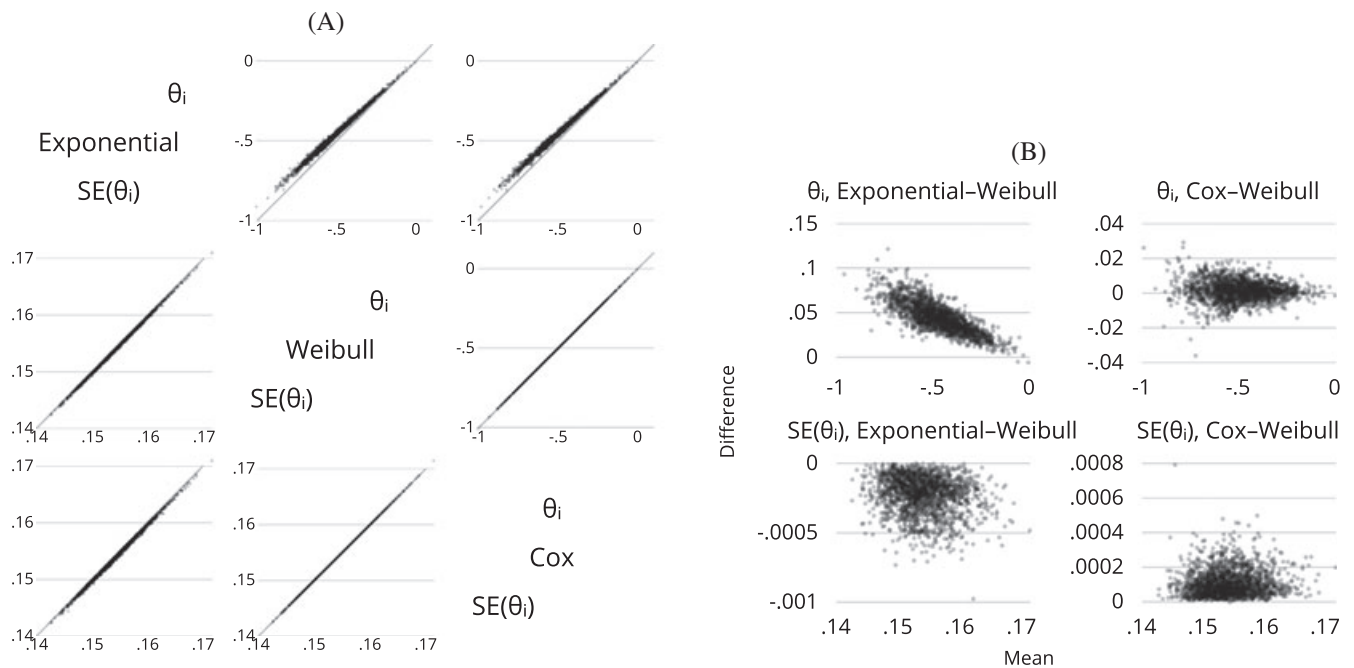 (A)
0
-.5
-1
-1 -.5 0
0
-.5
-1
-1 -.5 0
θi
Exponential
SE(θi)
.17
.16
.15
.14
.14 .15 .16 .17
θi
Weibull
SE(θi)
0
-.5
-1
-1 -.5 0
.17
.16
.15
.14
.14 .15 .16 .17
.17
.16
.15
.14
.14 .15 .16 .17
θi
Cox
SE(θi)
(B)
θi, Exponential–Weibull
.15
.1
.05
0
-1 -.5 0
θi, Cox–Weibull
.04
.02
0
-.02
-.04
-1 -.5 0
Difference
SE(θi), Exponential–Weibull
0
-.0005
-.001
.14 .15 .16 .17
SE(θi), Cox–Weibull
.0008
.0006
.0004
.0002
0
.14 .15 .16 .17
Mean